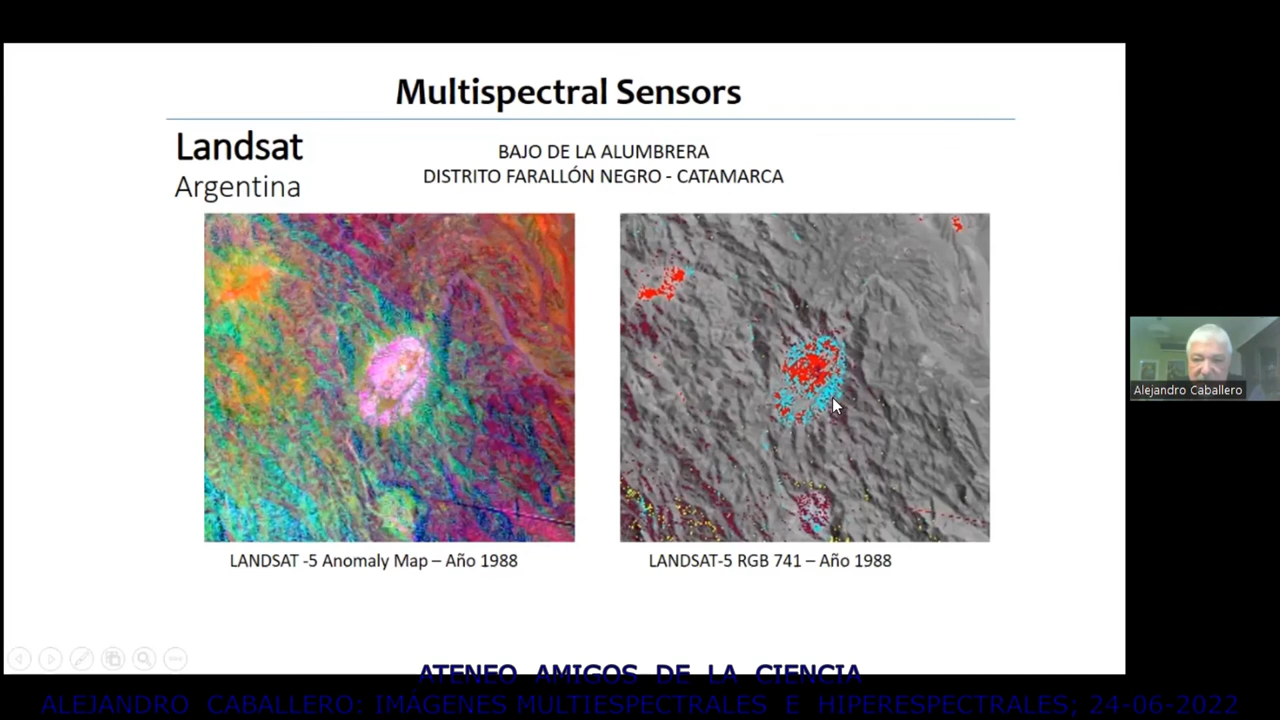 Multispectral Sensors
Landsat
Argentina
BAJO DE LA ALUMBRERA
DISTRITO FARALLÓN NEGRO - CATAMARCA
LANDSAT -5 Anomaly Map – Año 1988
LANDSAT-5 RGB 741 – Año 1988
Alejandro Caballero
ATENEO AMIGOS DE LA CIENCIA
ALEJANDRO CABALLERO: IMÁGENES MULTIESPECTRALES E HIPERESPECTRALES; 24-06-2022